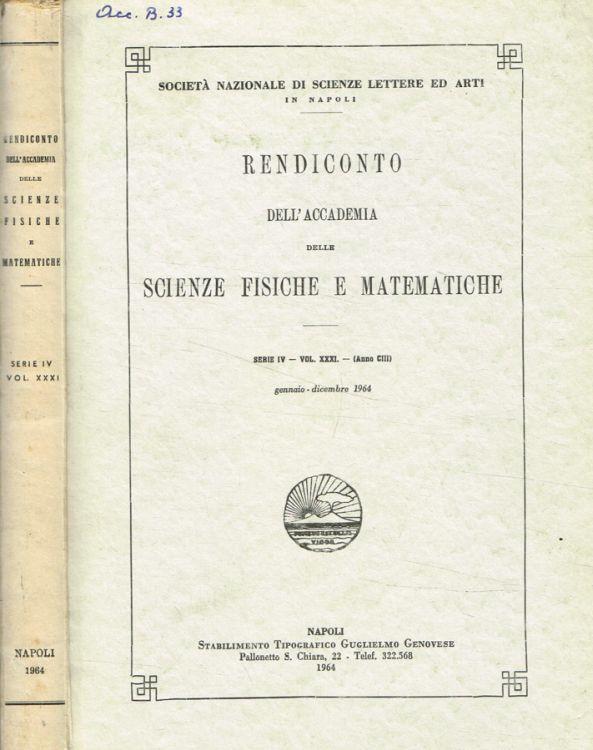 Acc. B. 33
RENDICONTO
DELL'ACCADEMIA
DELLE
SCIENZE
FISICHE
E
MATEMATICHE
SERIE IV
VOL. XXXI
NAPOLI
1964
SOCIETÀ NAZIONALE DI SCIENZE LETTERE ED ARTI
IN NAPOLI
RENDICONTO
DELL'ACCADEMIA
DELLE
SCIENZE FISICHE E MATEMATICHE
SERIE IV — VOL. XXXI. — (Anno CIII)
gennaio - dicembre 1964
NAPOLI
STABILIMENTO TIPOGRAFICO GUGLIELMO GENOVESE
Pallonetto S. Chiara, 22 - Telef. 322.568
1964